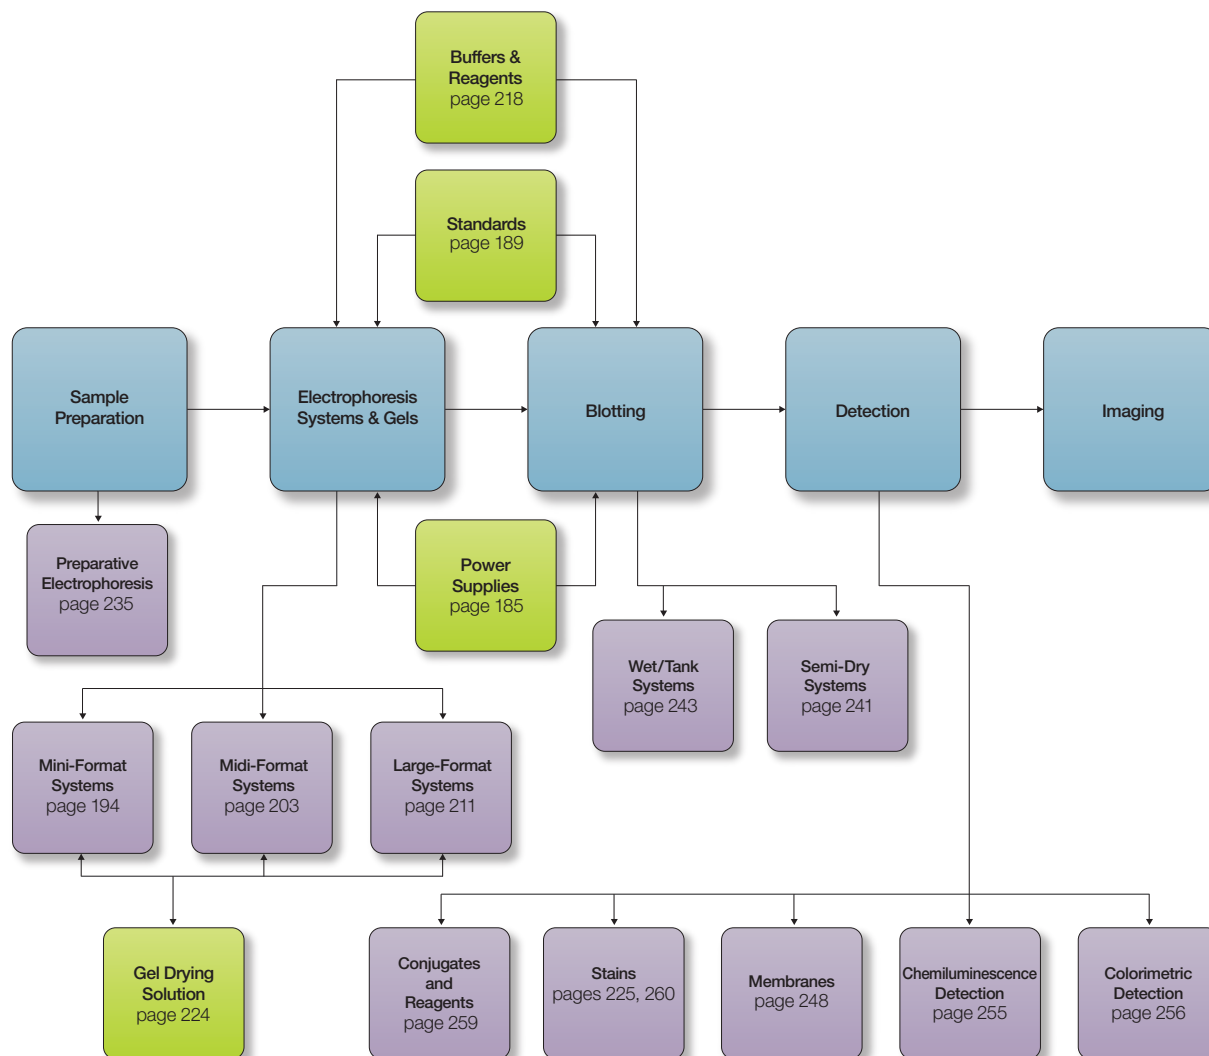 Buffers &
Reagents
page 218
Standards
page 189
Sample
Preparation
Electrophoresis
Systems & Gels
Blotting
Detection
Imaging
Preparative
Electrophoresis
page 235
Power
Supplies
page 185
Wet/Tank
Systems
page 243
Semi-Dry
Systems
page 241
Mini-Format
Systems
page 194
Midi-Format
Systems
page 203
Large-Format
Systems
page 211
Gel Drying
Solution
page 224
Conjugates
and
Reagents
page 259
Stains
pages 225, 260
Membranes
page 248
Chemiluminescence
Detection
page 255
Colorimetric
Detection
page 256